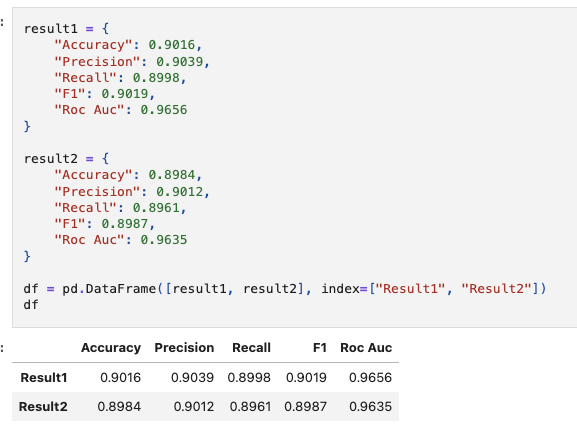 :
result1 = {
    "Accuracy": 0.9016,
    "Precision": 0.9039,
    "Recall": 0.8998,
    "F1": 0.9019,
    "Roc Auc": 0.9656
}
result2 = {
    "Accuracy": 0.8984,
    "Precision": 0.9012,
    "Recall": 0.8961,
    "F1": 0.8987,
    "Roc Auc": 0.9635
}
df = pd.DataFrame([result1, result2], index=["Result1", "Result2"])
df
:
Accuracy Precision Recall F1 Roc Auc
Result1 0.9016 0.9039 0.8998 0.9019 0.9656
Result2 0.8984 0.9012 0.8961 0.8987 0.9635